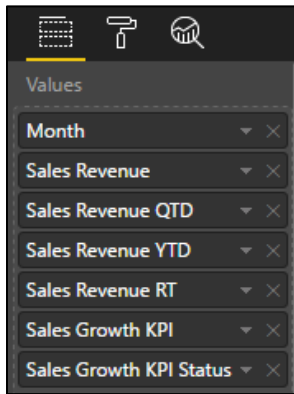 Values
Month
Sales Revenue
Sales Revenue QTD
Sales Revenue YTD
Sales Revenue RT
Sales Growth KPI
Sales Growth KPI Status